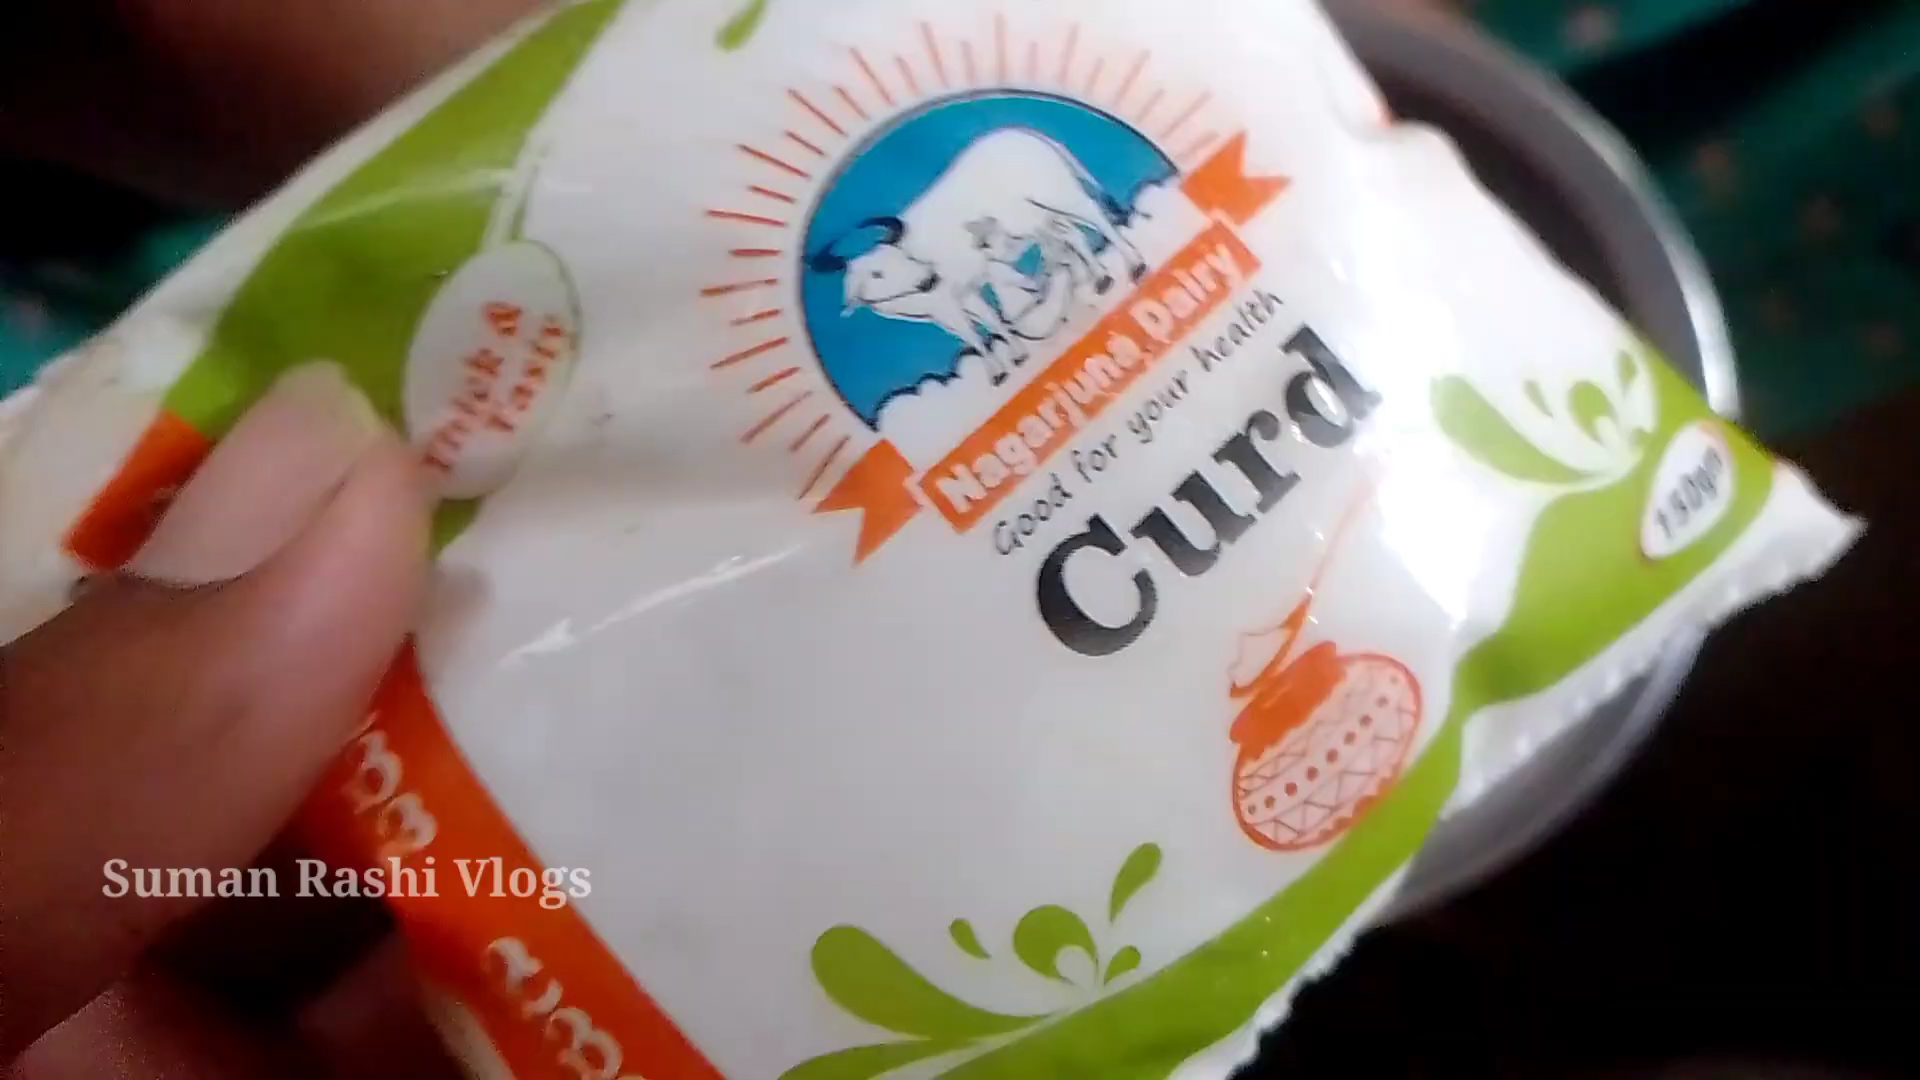 Thick &
Tasty
Nagarjuna Dairy
Good for your health
Curd
150gm
Suman Rashi Vlogs